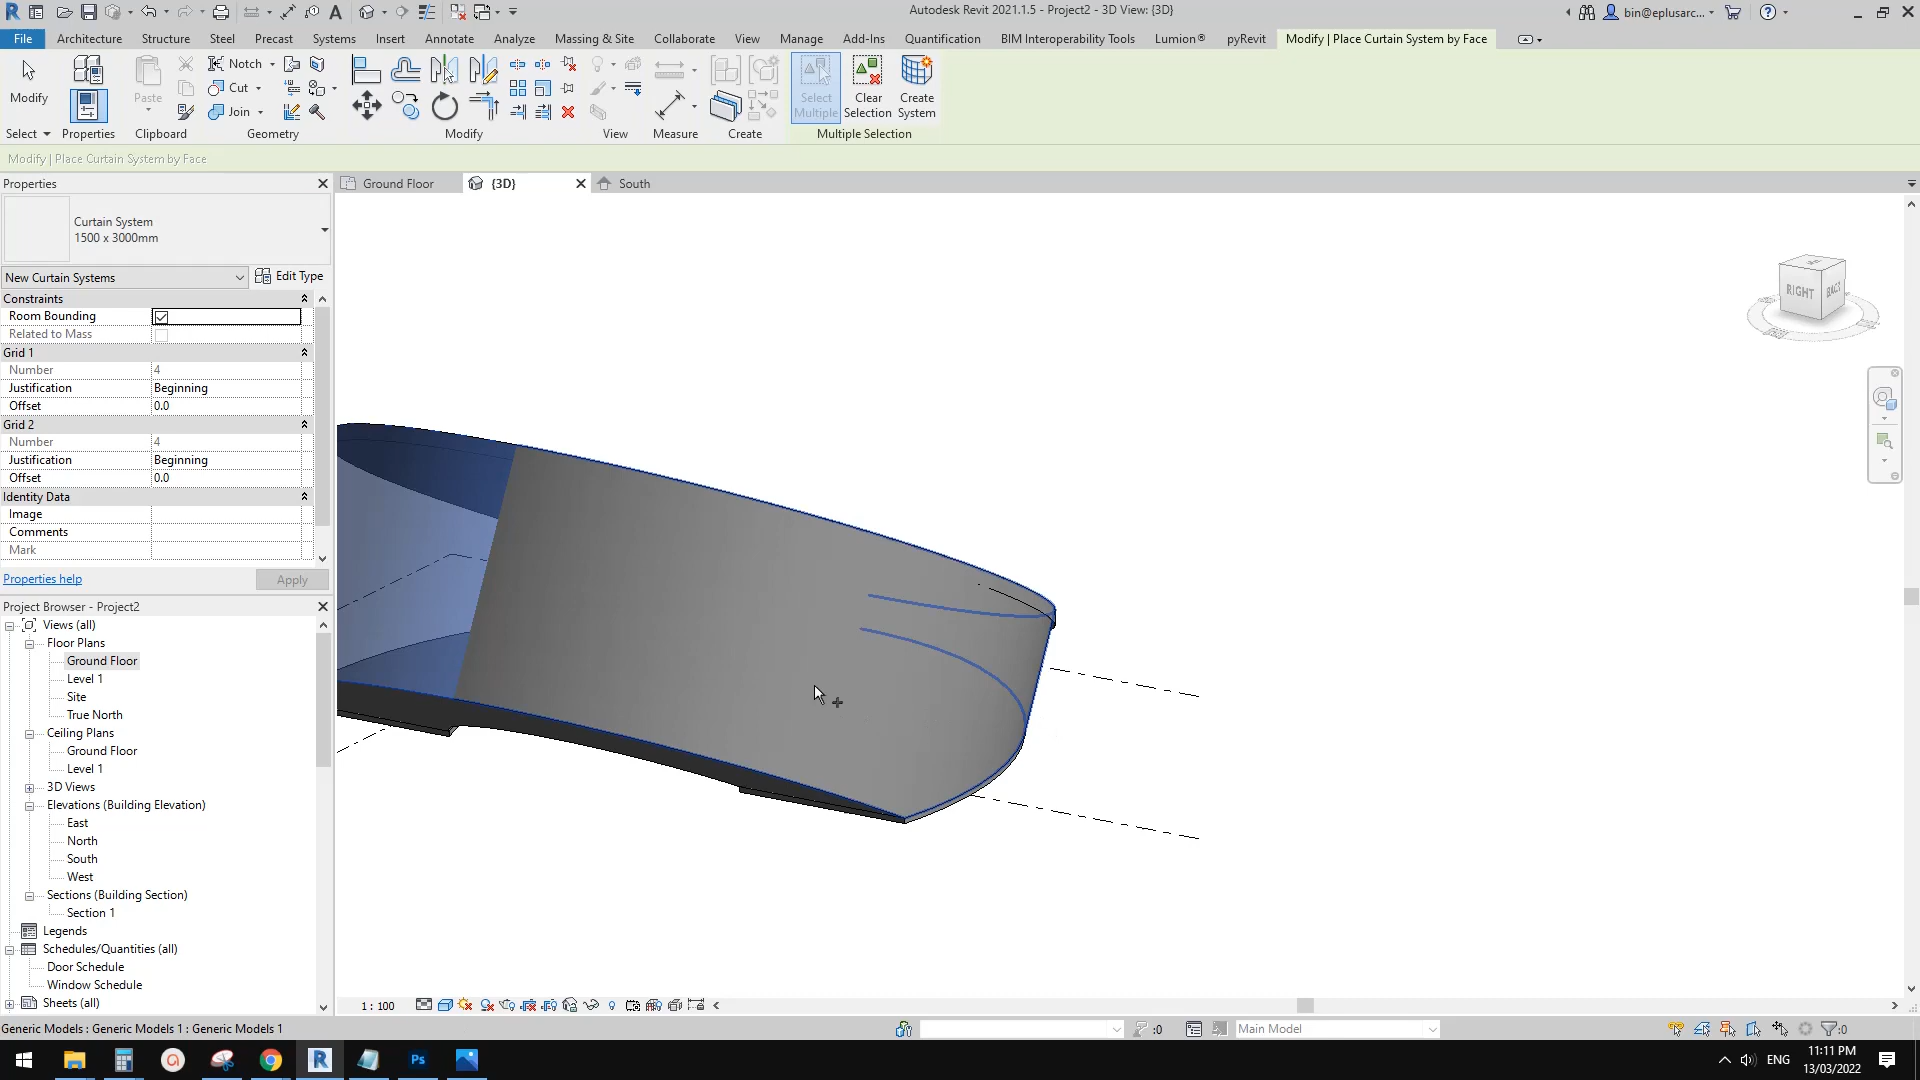 Autodesk Revit 2021.1.5 - Project2 - 3D View: {3D}
bin@eplusarc...
File Architecture Structure Steel Precast Systems Insert Annotate Analyze Massing & Site Collaborate View Manage Add-Ins Quantification BIM Interoperability Tools Lumion® pyRevit Modify | Place Curtain System by Face
Modify
Paste
Notch
Cut
Join
Select Multiple
Clear Selection
Create System
Select Properties Clipboard Geometry Modify View Measure Create Multiple Selection
Modify | Place Curtain System by Face
Properties
Ground Floor
{3D}
South
Curtain System
1500 x 3000mm
New Curtain Systems
Edit Type
Constraints
Room Bounding
Related to Mass
Grid 1
Number 4
Justification Beginning
Offset 0.0
Grid 2
Number 4
Justification Beginning
Offset 0.0
Identity Data
Image
Comments
Mark
Properties help
Apply
Project Browser - Project2
Views (all)
Floor Plans
Ground Floor
Level 1
Site
True North
Ceiling Plans
Ground Floor
Level 1
3D Views
Elevations (Building Elevation)
East
North
South
West
Sections (Building Section)
Section 1
Legends
Schedules/Quantities (all)
Door Schedule
Window Schedule
Sheets (all)
RIGHT
BACK
1 : 100
Generic Models : Generic Models 1 : Generic Models 1
:0
Main Model
:0
Ps
ENG
11:11 PM
13/03/2022